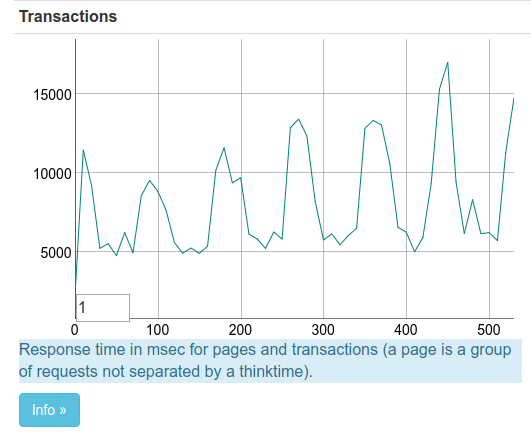 Transactions
15000
10000
5000
1
0 100 200 300 400 500
Response time in msec for pages and transactions (a page is a group
of requests not separated by a thinktime).
Info »